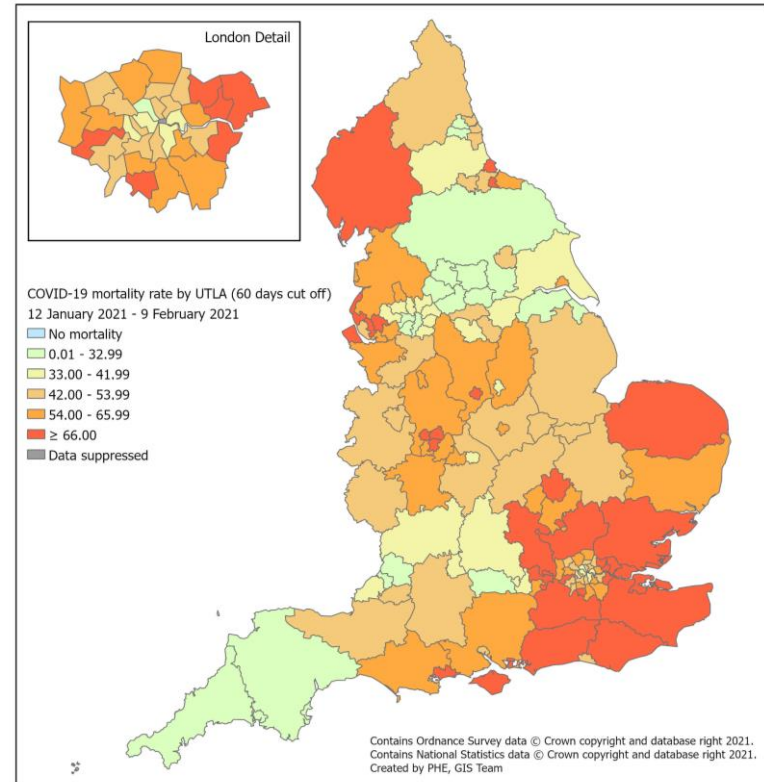 London Detail
COVID-19 mortality rate by UTLA (60 days cut off)
12 January 2021 - 9 February 2021
No mortality
0.01 - 32.99
33.00 - 41.99
42.00 - 53.99
54.00 - 65.99
≥ 66.00
Data suppressed
Contains Ordnance Survey data © Crown copyright and database right 2021.
Contains National Statistics data © Crown copyright and database right 2021.
Created by PHE, GIS Team